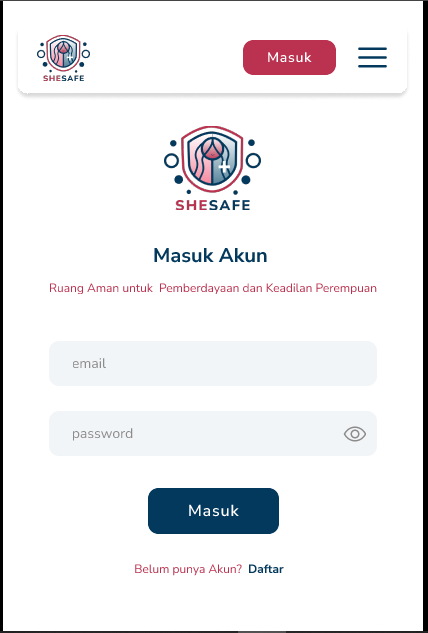 SHESAFE
Masuk
SHESAFE
Masuk Akun
Ruang Aman untuk Pemberdayaan dan Keadilan Perempuan
email
password
Masuk
Belum punya Akun? Daftar